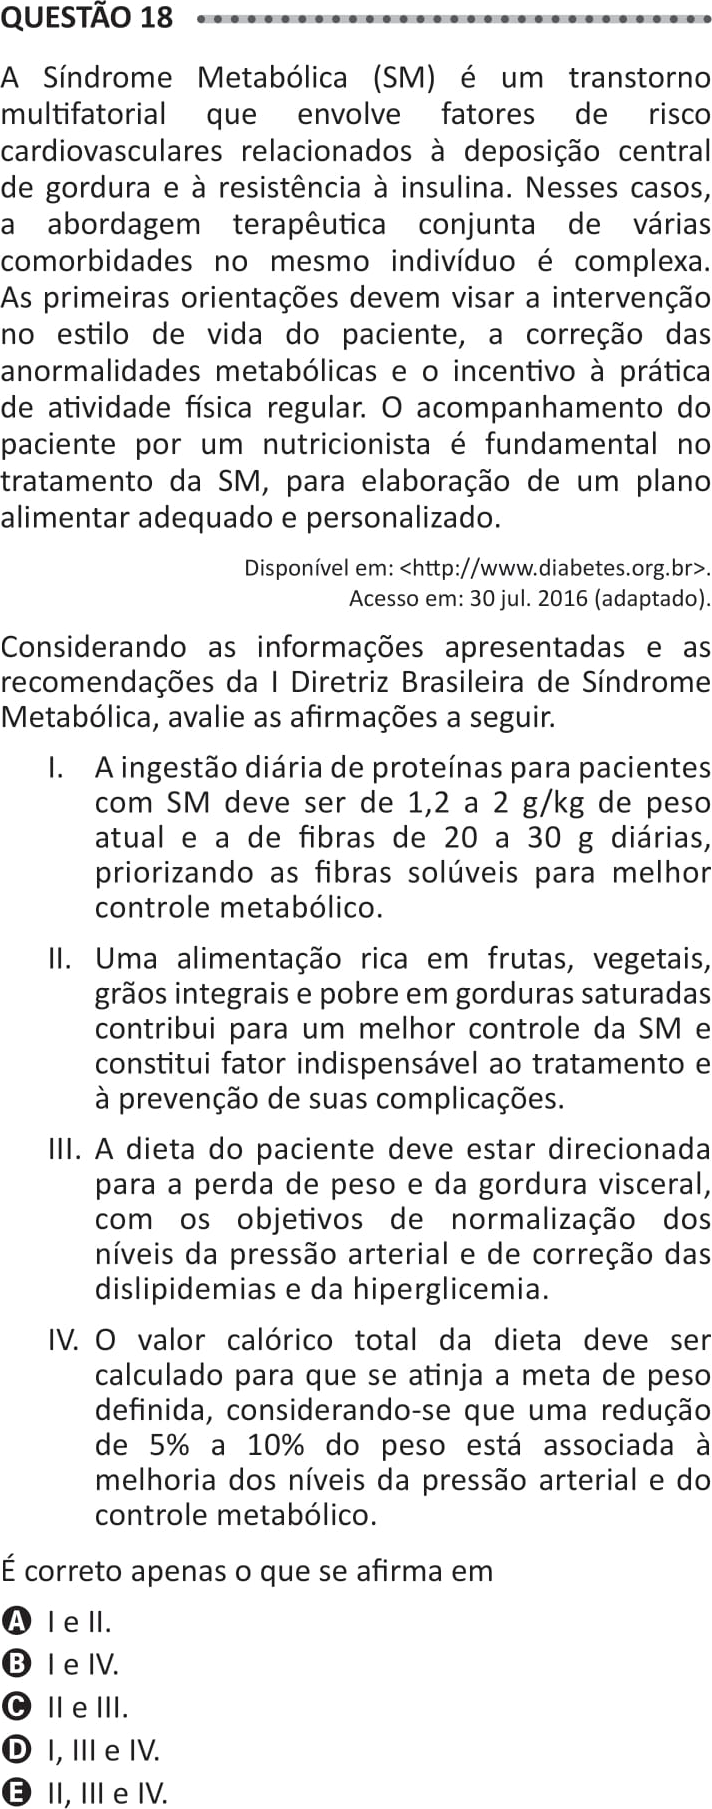 QUESTÃO 18
A Síndrome Metabólica (SM) é um transtorno
multifatorial que envolve fatores de risco
cardiovasculares relacionados à deposição central
de gordura e à resistência à insulina. Nesses casos,
a abordagem terapêutica conjunta de várias
comorbidades no mesmo indivíduo é complexa.
As primeiras orientações devem visar a intervenção
no estilo de vida do paciente, a correção das
anormalidades metabólicas e o incentivo à prática
de atividade física regular. O acompanhamento do
paciente por um nutricionista é fundamental no
tratamento da SM, para elaboração de um plano
alimentar adequado e personalizado.
Disponível em: <http://www.diabetes.org.br>.
Acesso em: 30 jul. 2016 (adaptado).
Considerando as informações apresentadas e as
recomendações da I Diretriz Brasileira de Síndrome
Metabólica, avalie as afirmações a seguir.
I. A ingestão diária de proteínas para pacientes
com SM deve ser de 1,2 a 2 g/kg de peso
atual e a de fibras de 20 a 30 g diárias,
priorizando as fibras solúveis para melhor
controle metabólico.
II. Uma alimentação rica em frutas, vegetais,
grãos integrais e pobre em gorduras saturadas
contribui para um melhor controle da SM e
constitui fator indispensável ao tratamento e
à prevenção de suas complicações.
III. A dieta do paciente deve estar direcionada
para a perda de peso e da gordura visceral,
com os objetivos de normalização dos
níveis da pressão arterial e de correção das
dislipidemias e da hiperglicemia.
IV. O valor calórico total da dieta deve ser
calculado para que se atinja a meta de peso
definida, considerando-se que uma redução
de 5% a 10% do peso está associada à
melhoria dos níveis da pressão arterial e do
controle metabólico.
É correto apenas o que se afirma em
A I e II.
B I e IV.
C II e III.
D I, III e IV.
E II, III e IV.